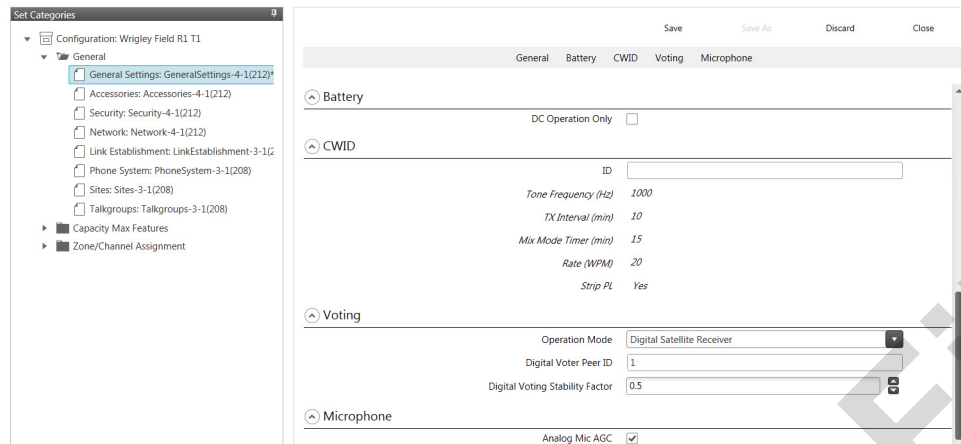 Set Categories
Configuration: Wrigley Field R1 T1
General
General Settings: GeneralSettings-4-1(212)*
Accessories: Accessories-4-1(212)
Security: Security-4-1(212)
Network: Network-4-1(212)
Link Establishment: LinkEstablishment-3-1(2
Phone System: PhoneSystem-3-1(208)
Sites: Sites-3-1(208)
Talkgroups: Talkgroups-3-1(208)
Capacity Max Features
Zone/Channel Assignment
Save Save As Discard Close
General Battery CWID Voting Microphone
Battery
DC Operation Only
CWID
ID
Tone Frequency (Hz) 1000
TX Interval (min) 10
Mix Mode Timer (min) 15
Rate (WPM) 20
Strip PL Yes
Voting
Operation Mode Digital Satellite Receiver
Digital Voter Peer ID 1
Digital Voting Stability Factor 0.5
Microphone
Analog Mic AGC